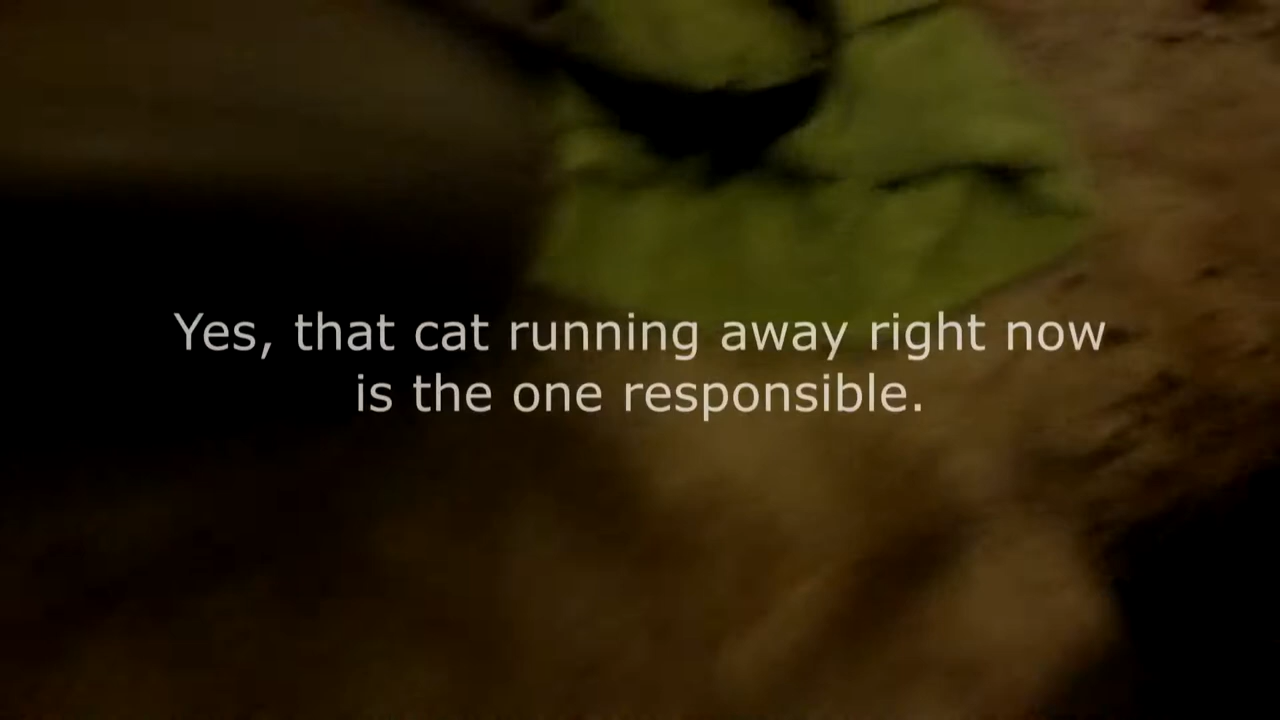 Yes, that cat running away right now
is the one responsible.